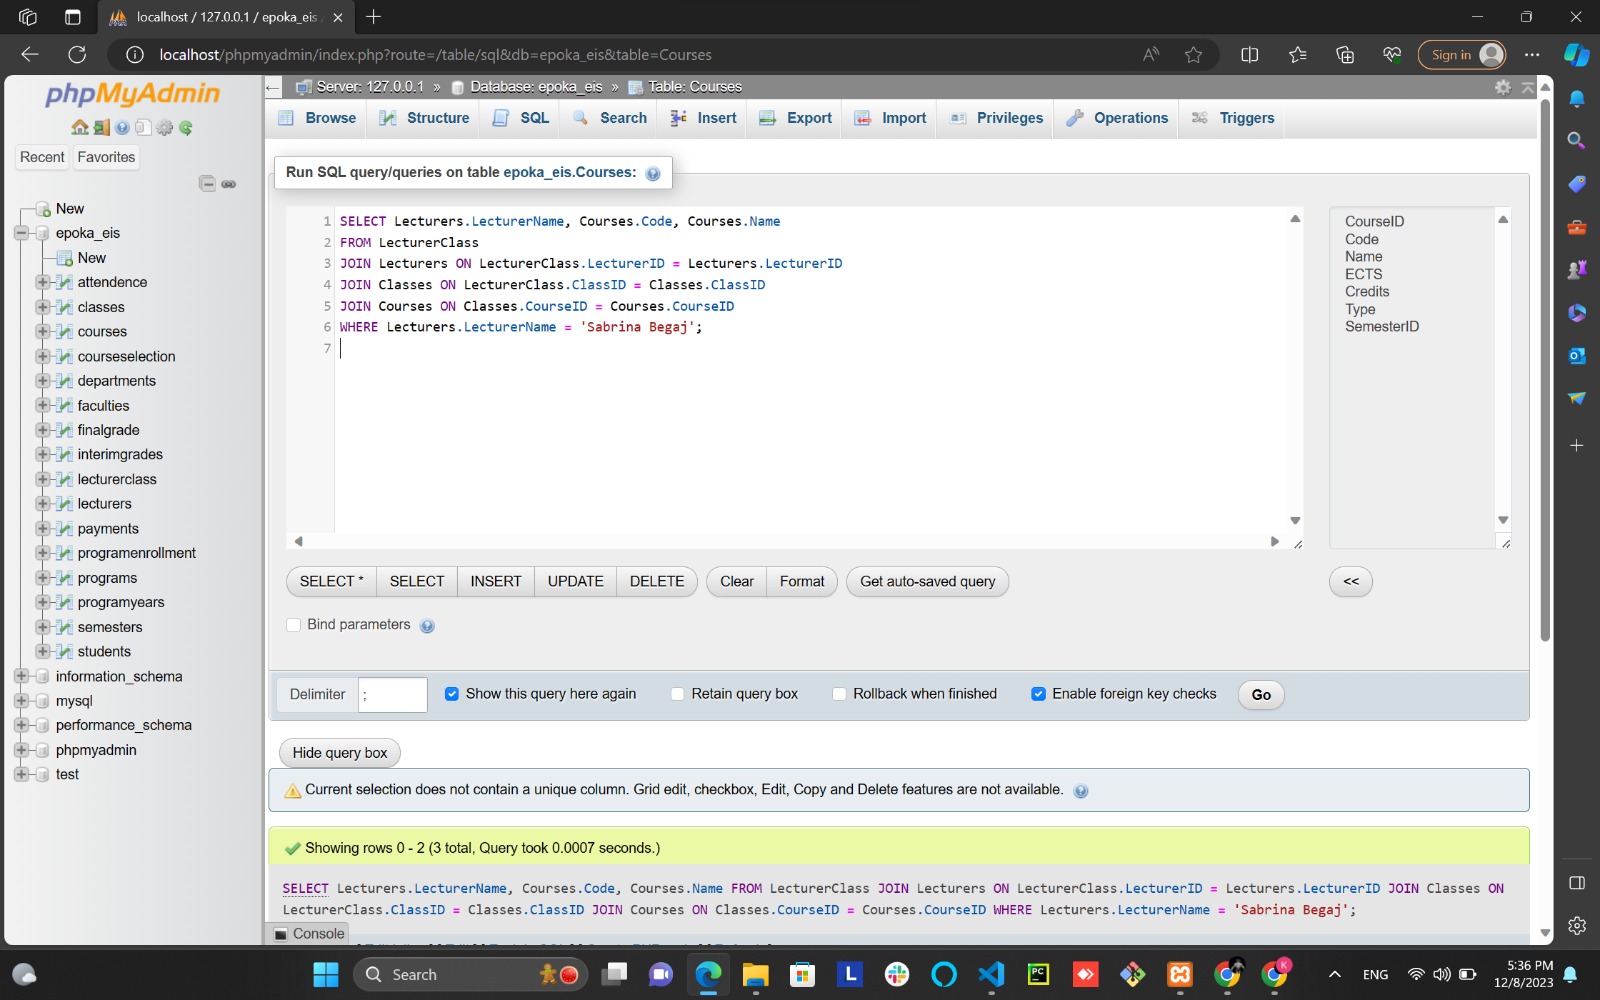 localhost / 127.0.0.1 / epoka_eis
localhost/phpmyadmin/index.php?route=/table/sql&db=epoka_eis&table=Courses
Sign in
phpMyAdmin
Recent
Favorites
New
epoka_eis
New
attendence
classes
courses
courseselection
departments
faculties
finalgrade
interimgrades
lecturerclass
lecturers
payments
programenrollment
programs
programyears
semesters
students
information_schema
mysql
performance_schema
phpmyadmin
test
Server: 127.0.0.1 » Database: epoka_eis » Table: Courses
Browse Structure SQL Search Insert Export Import Privileges Operations Triggers
Run SQL query/queries on table epoka_eis.Courses:
1 SELECT Lecturers.LecturerName, Courses.Code, Courses.Name
2 FROM LecturerClass
3 JOIN Lecturers ON LecturerClass.LecturerID = Lecturers.LecturerID
4 JOIN Classes ON LecturerClass.ClassID = Classes.ClassID
5 JOIN Courses ON Classes.CourseID = Courses.CourseID
6 WHERE Lecturers.LecturerName = 'Sabrina Begaj';
7
CourseID
Code
Name
ECTS
Credits
Type
SemesterID
SELECT * SELECT INSERT UPDATE DELETE Clear Format Get auto-saved query <<
Bind parameters
Delimiter ; Show this query here again Retain query box Rollback when finished Enable foreign key checks Go
Hide query box
Current selection does not contain a unique column. Grid edit, checkbox, Edit, Copy and Delete features are not available.
Showing rows 0 - 2 (3 total, Query took 0.0007 seconds.)
SELECT Lecturers.LecturerName, Courses.Code, Courses.Name FROM LecturerClass JOIN Lecturers ON LecturerClass.LecturerID = Lecturers.LecturerID JOIN Classes ON
LecturerClass.ClassID = Classes.ClassID JOIN Courses ON Classes.CourseID = Courses.CourseID WHERE Lecturers.LecturerName = 'Sabrina Begaj';
Console
Search
ENG
5:36 PM
12/8/2023